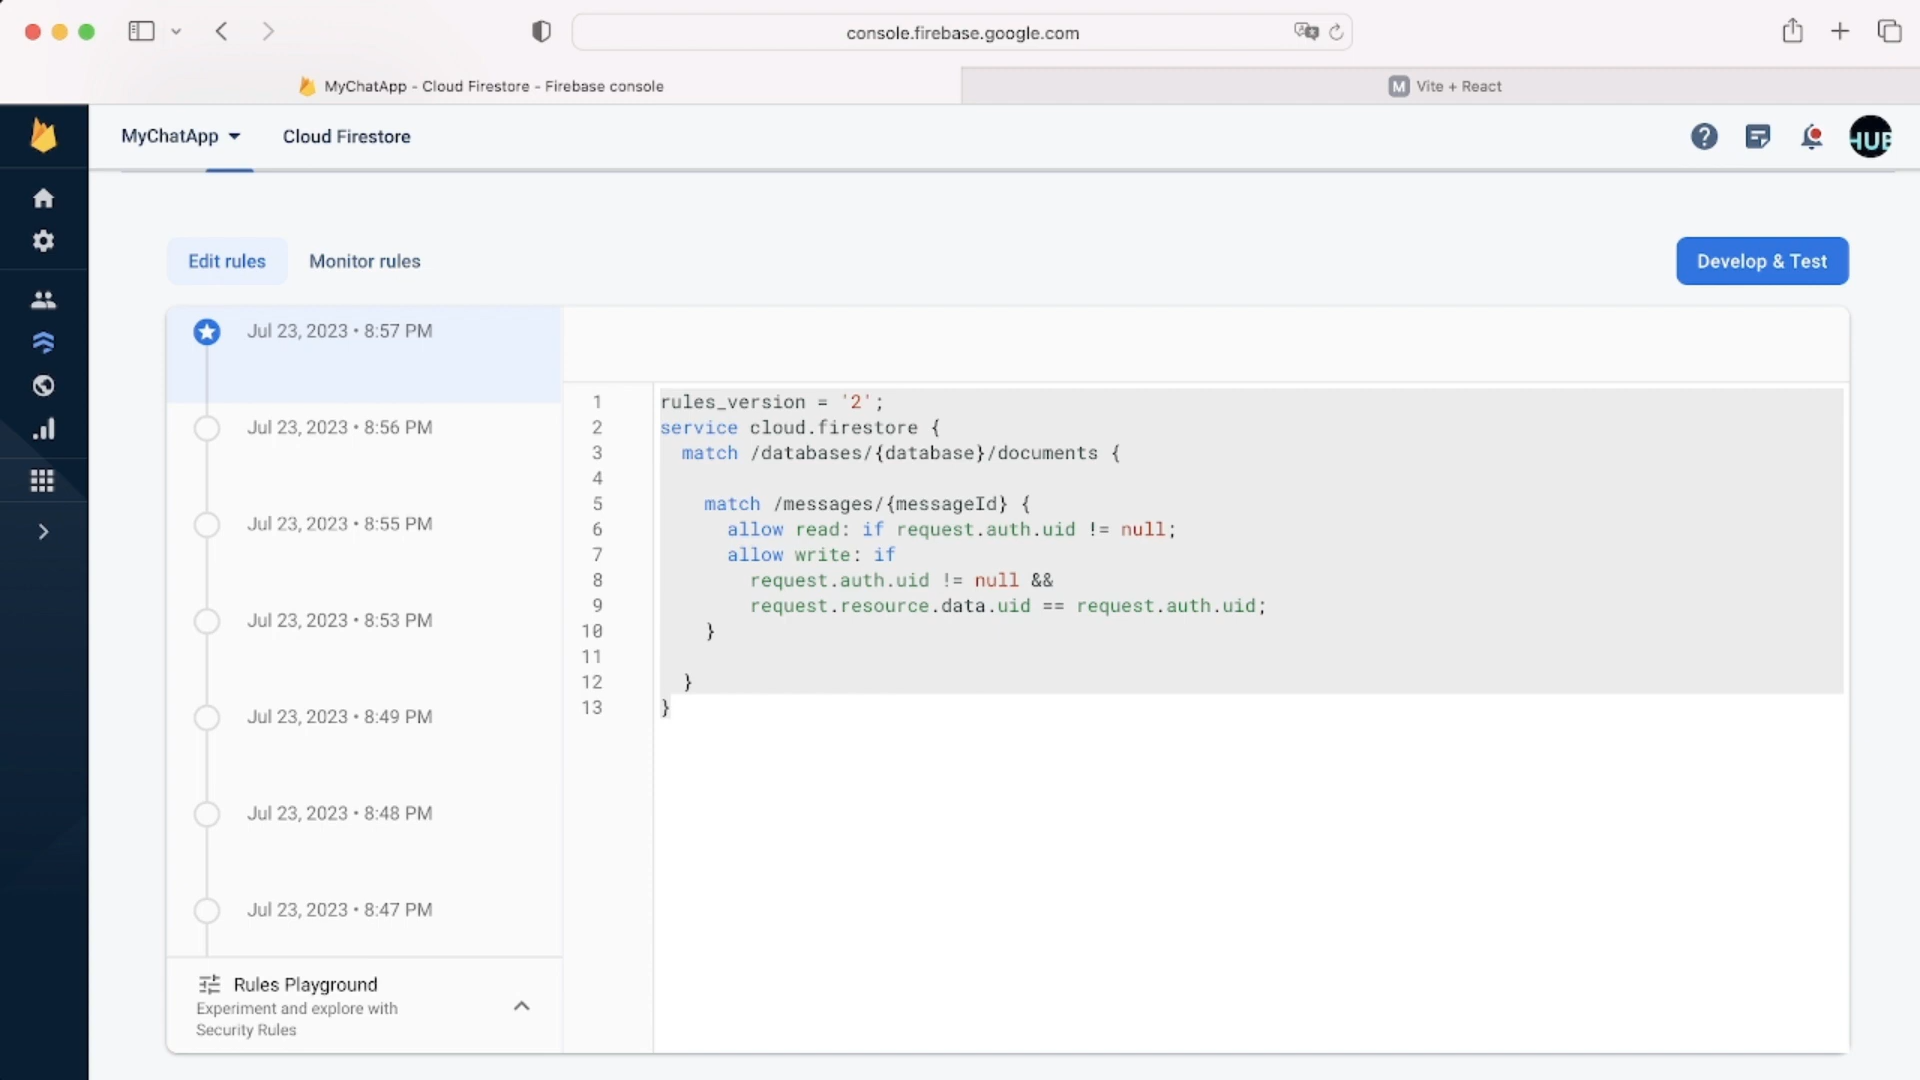 console.firebase.google.com
MyChatApp - Cloud Firestore - Firebase console
M Vite + React
MyChatApp
Cloud Firestore
HUB
Edit rules
Monitor rules
Develop & Test
Jul 23, 2023 • 8:57 PM
Jul 23, 2023 • 8:56 PM
Jul 23, 2023 • 8:55 PM
Jul 23, 2023 • 8:53 PM
Jul 23, 2023 • 8:49 PM
Jul 23, 2023 • 8:48 PM
Jul 23, 2023 • 8:47 PM
Rules Playground
Experiment and explore with
Security Rules
1 rules_version = '2';
2 service cloud.firestore {
3 match /databases/{database}/documents {
4
5 match /messages/{messageId} {
6 allow read: if request.auth.uid != null;
7 allow write: if
8 request.auth.uid != null &&
9 request.resource.data.uid == request.auth.uid;
10 }
11
12 }
13 }